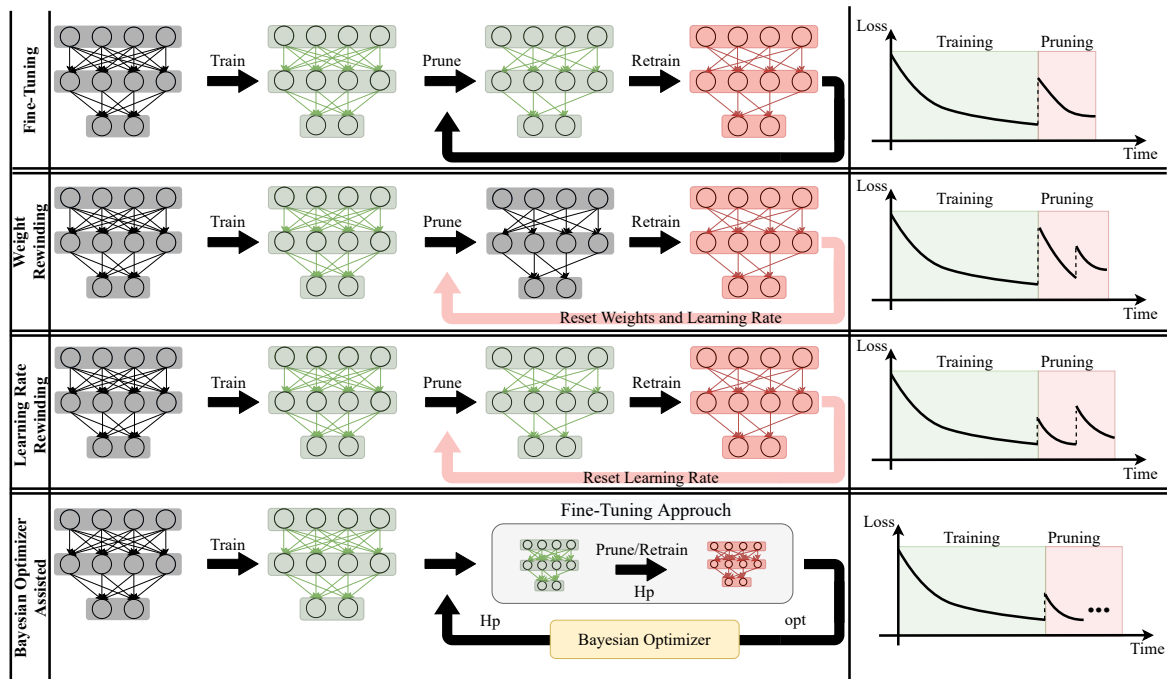 Fine-Tuning
Train
Prune
Retrain
Loss
Training
Pruning
Time
Weight
Rewinding
Train
Prune
Retrain
Reset Weights and Learning Rate
Loss
Training
Pruning
Time
Learning Rate
Rewinding
Train
Prune
Retrain
Reset Learning Rate
Loss
Training
Pruning
Time
Bayesian Optimizer
Assisted
Train
Fine-Tuning Approach
Prune/Retrain
Hp
Hp
opt
Bayesian Optimizer
Loss
Training
Pruning
Time